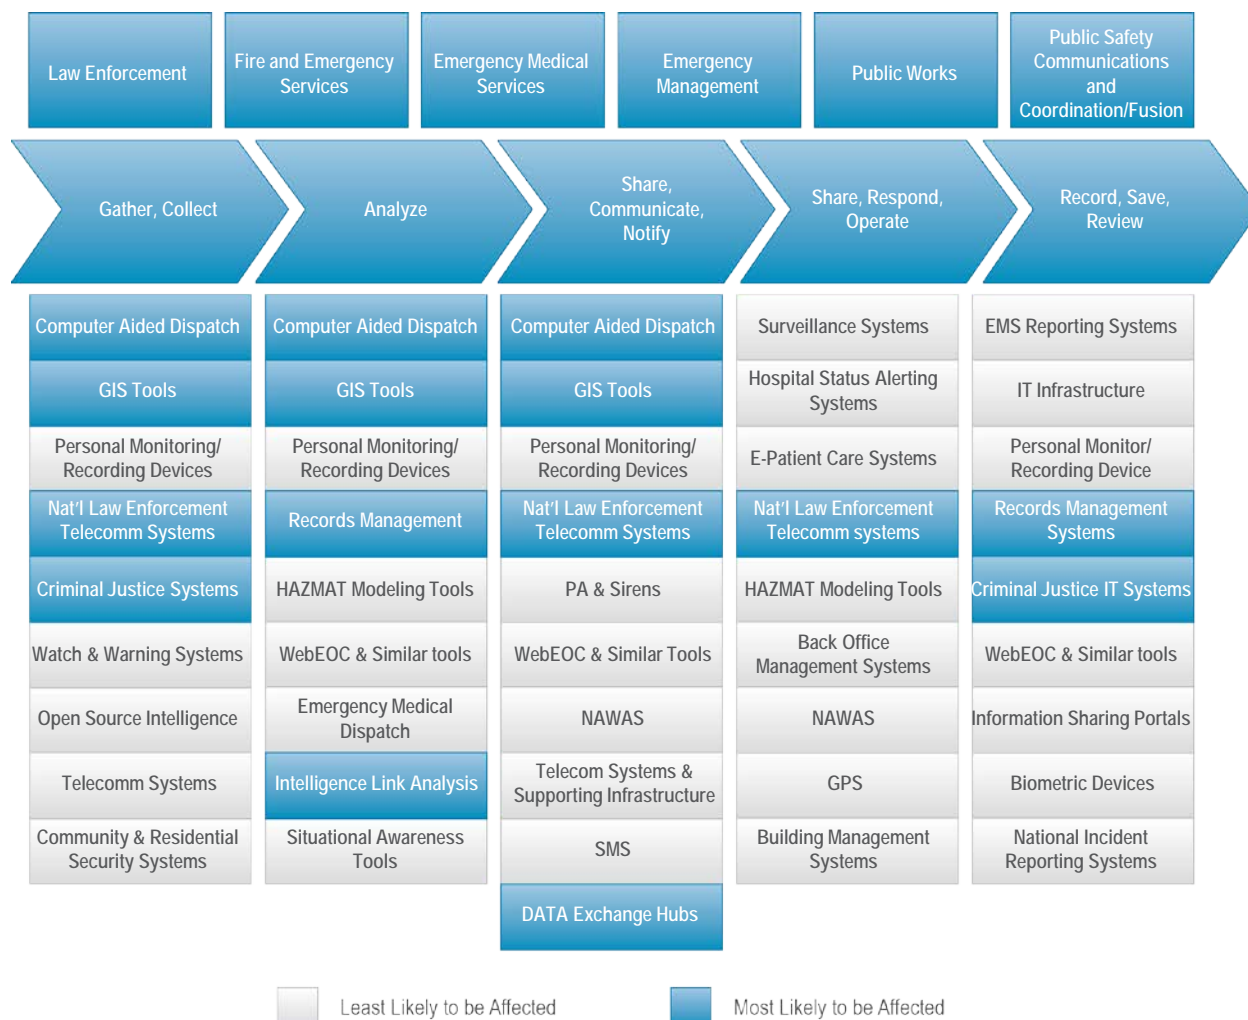 Law Enforcement
Fire and Emergency
Services
Emergency Medical
Services
Emergency
Management
Public Works
Public Safety
Communications
and
Coordination/Fusion
Gather, Collect
Analyze
Share,
Communicate,
Notify
Share, Respond,
Operate
Record, Save,
Review
Computer Aided Dispatch
GIS Tools
Personal Monitoring/
Recording Devices
Nat'l Law Enforcement
Telecomm Systems
Criminal Justice Systems
Watch & Warning Systems
Open Source Intelligence
Telecomm Systems
Community & Residential
Security Systems
Computer Aided Dispatch
GIS Tools
Personal Monitoring/
Recording Devices
Records Management
HAZMAT Modeling Tools
WebEOC & Similar tools
Emergency Medical
Dispatch
Intelligence Link Analysis
Situational Awareness
Tools
Computer Aided Dispatch
GIS Tools
Personal Monitoring/
Recording Devices
Nat'l Law Enforcement
Telecomm Systems
PA & Sirens
WebEOC & Similar Tools
NAWAS
Telecom Systems &
Supporting Infrastructure
SMS
DATA Exchange Hubs
Surveillance Systems
Hospital Status Alerting
Systems
E-Patient Care Systems
Nat'l Law Enforcement
Telecomm systems
HAZMAT Modeling Tools
Back Office
Management Systems
NAWAS
GPS
Building Management
Systems
EMS Reporting Systems
IT Infrastructure
Personal Monitor/
Recording Device
Records Management
Systems
Criminal Justice IT Systems
WebEOC & Similar tools
Information Sharing Portals
Biometric Devices
National Incident
Reporting Systems
Least Likely to be Affected
Most Likely to be Affected